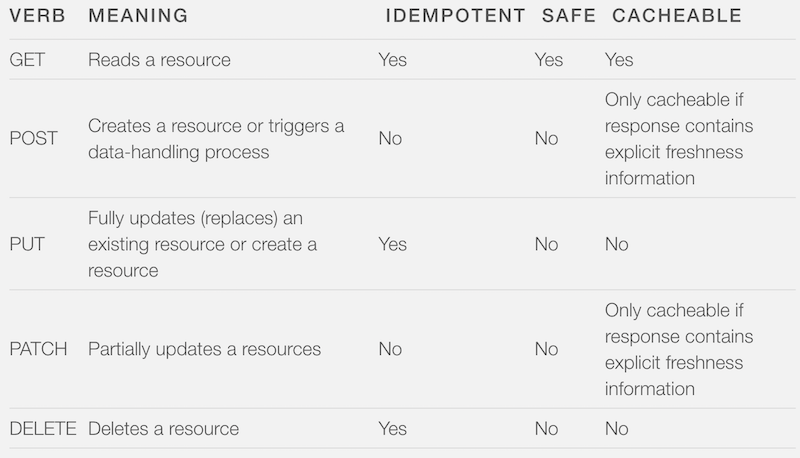 VERB MEANING IDEMPOTENT SAFE CACHEABLE
GET Reads a resource Yes Yes Yes
POST Creates a resource or triggers a data-handling process No No Only cacheable if response contains explicit freshness information
PUT Fully updates (replaces) an existing resource or create a resource Yes No No
PATCH Partially updates a resources No No Only cacheable if response contains explicit freshness information
DELETE Deletes a resource Yes No No